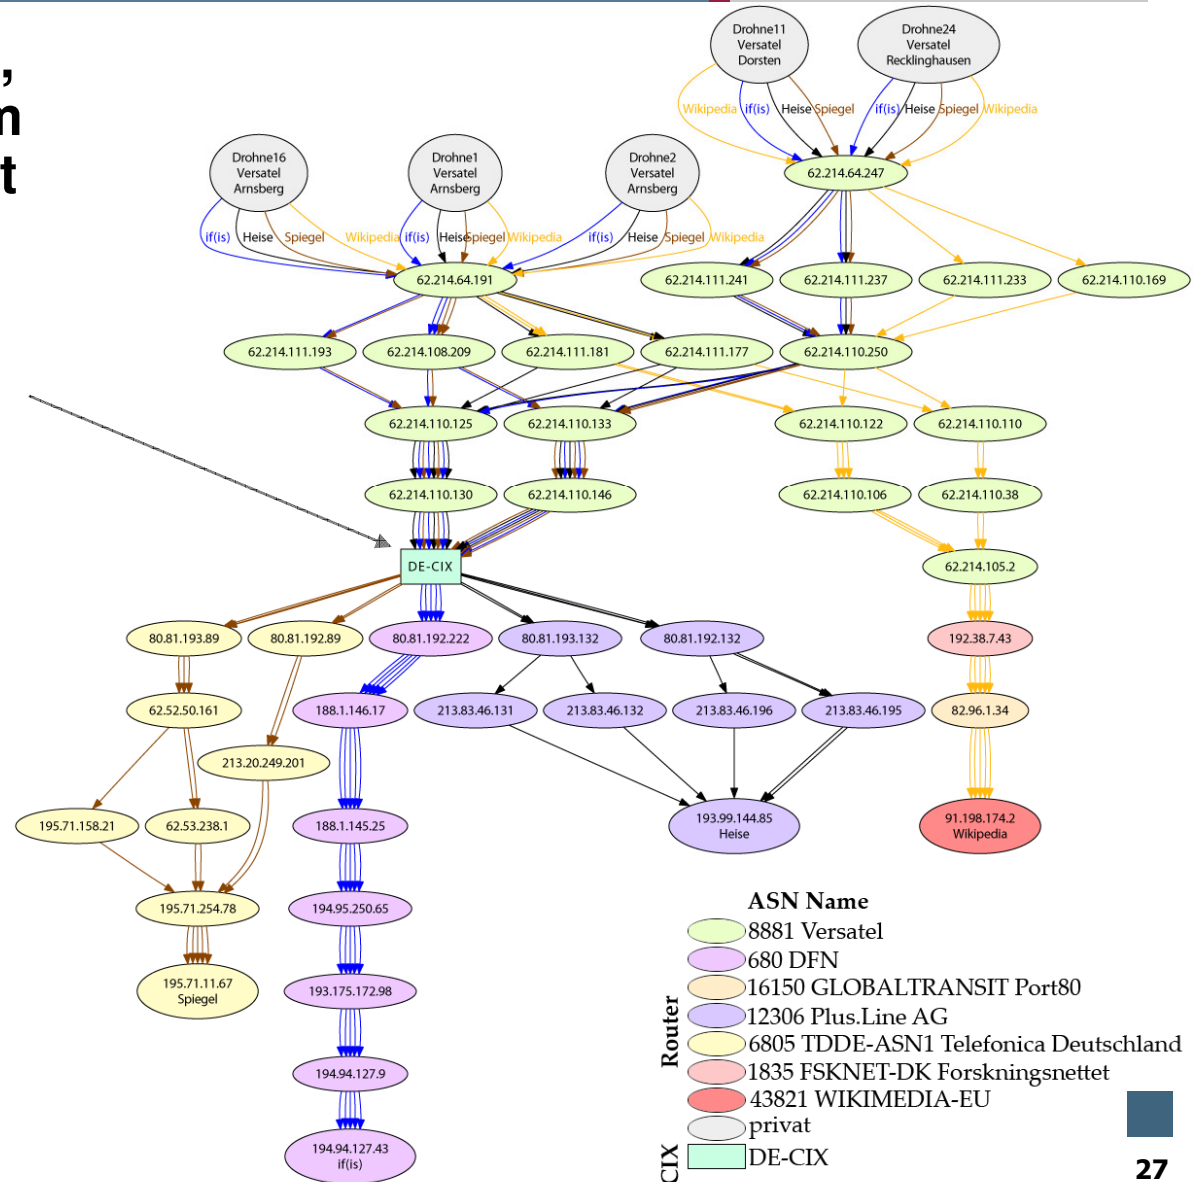 ,
n
t
Drohne11
Versatel
Dorsten
Drohne24
Versatel
Recklinghausen
Wikipedia if(is) Heise Spiegel if(is) Heise Spiegel Wikipedia
Drohne16
Versatel
Arnsberg
Drohne1
Versatel
Arnsberg
Drohne2
Versatel
Arnsberg
62.214.64.247
if(is) Heise Spiegel Wikipedia if(is) Heise Spiegel Wikipedia if(is) Heise Spiegel Wikipedia
62.214.64.191 62.214.111.241 62.214.111.237 62.214.111.233 62.214.110.169
62.214.111.193 62.214.108.209 62.214.111.181 62.214.111.177 62.214.110.250
62.214.110.125 62.214.110.133 62.214.110.122 62.214.110.110
62.214.110.130 62.214.110.146 62.214.110.106 62.214.110.38
DE-CIX 62.214.105.2
80.81.193.89 80.81.192.89 80.81.192.222 80.81.193.132 80.81.192.132 192.38.7.43
62.52.50.161 188.1.146.17 213.83.46.131 213.83.46.132 213.83.46.196 213.83.46.195 82.96.1.34
213.20.249.201
195.71.158.21 62.53.238.1 188.1.145.25
193.99.144.85
Heise
91.198.174.2
Wikipedia
195.71.254.78 194.95.250.65
195.71.11.67
Spiegel
193.175.172.98
194.94.127.9
194.94.127.43
if(is)
ASN Name
Router
8881 Versatel
680 DFN
16150 GLOBALTRANSIT Port80
12306 Plus.Line AG
6805 TDDE-ASN1 Telefonica Deutschland
1835 FSKNET-DK Forskningsnettet
43821 WIKIMEDIA-EU
privat
CIX
DE-CIX
27